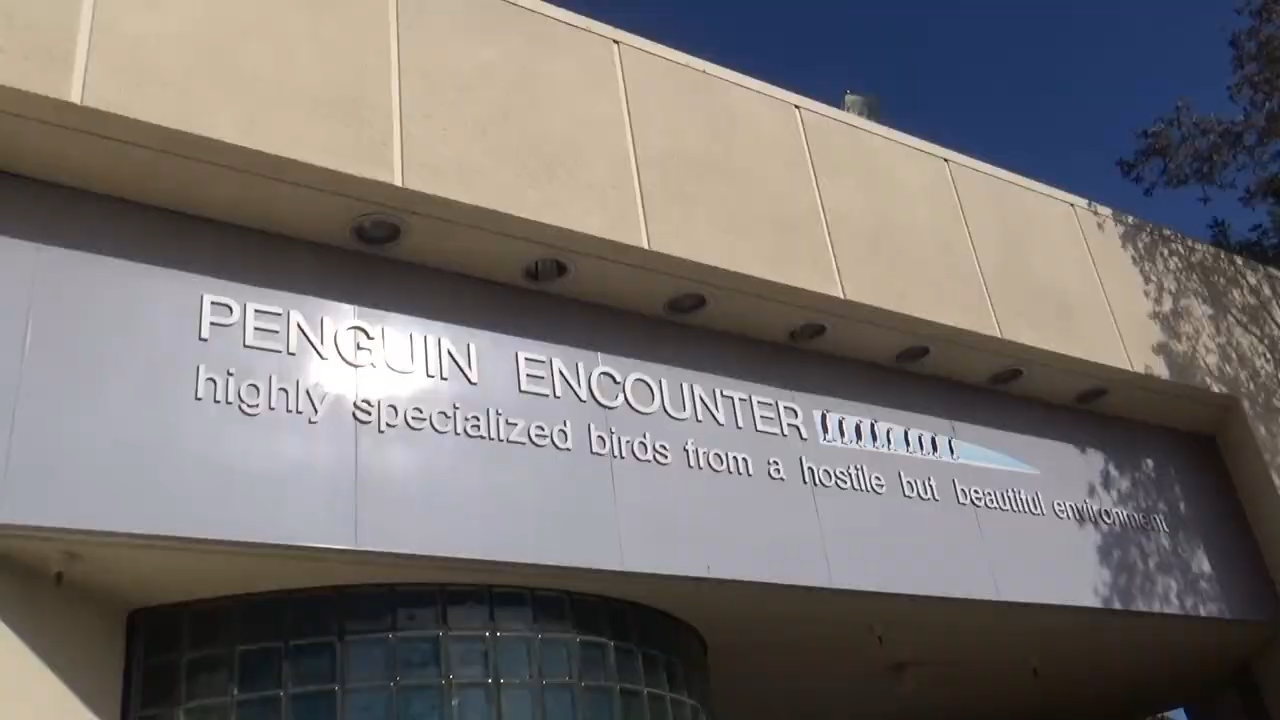 PENGUIN ENCOUNTER
highly specialized birds from a hostile but beautiful environment